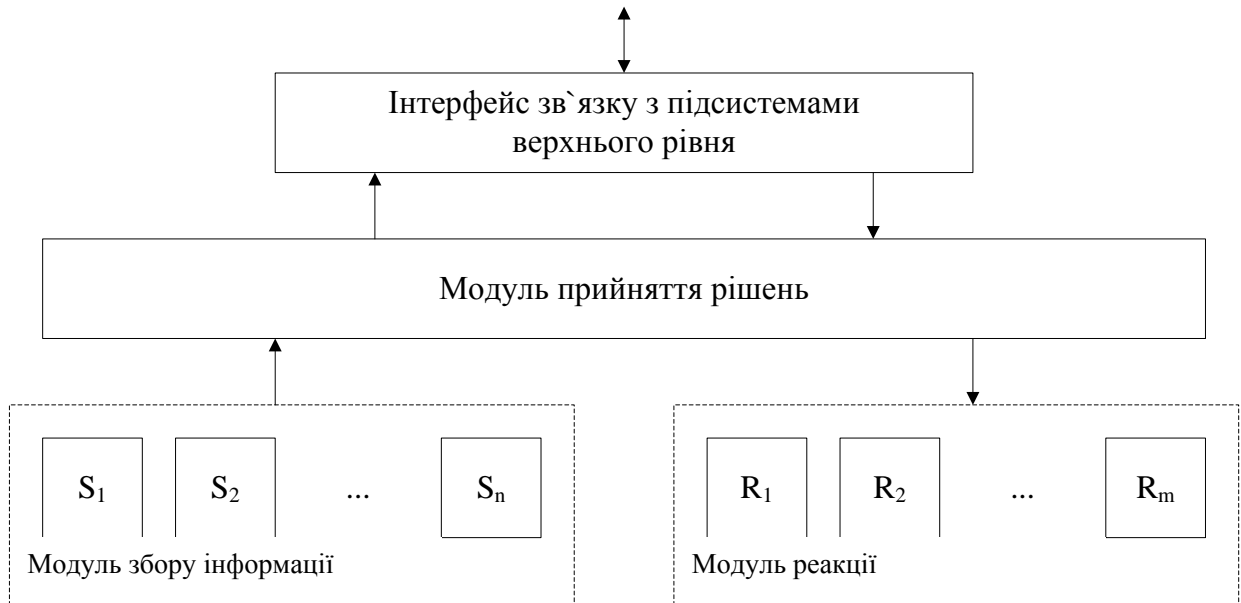 Інтерфейс зв`язку з підсистемами
верхнього рівня
Модуль прийняття рішень
S₁ S₂ ... Sₙ
Модуль збору інформації
R₁ R₂ ... Rₘ
Модуль реакції